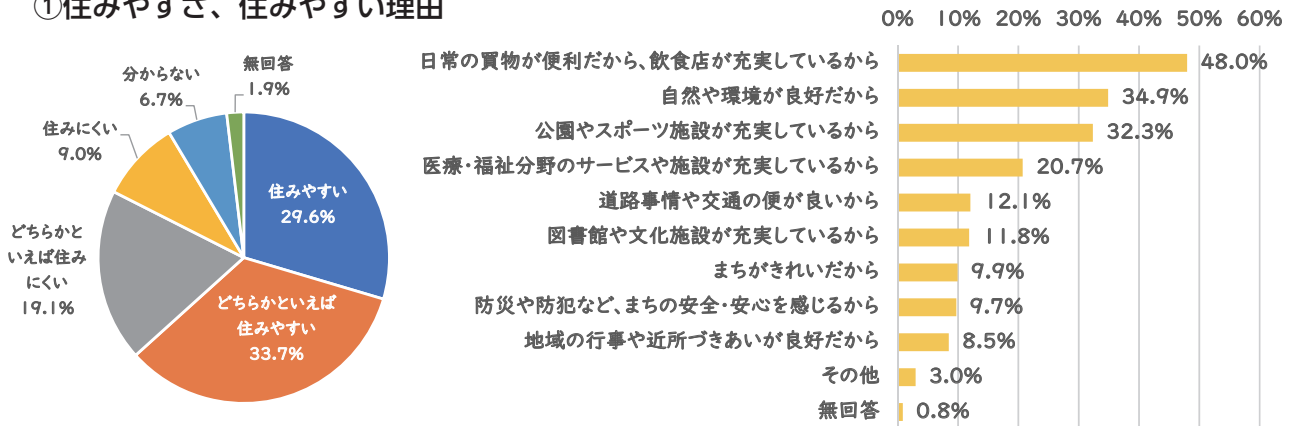 ①住みやすさ、住みやすい理由
無回答
1.9%
分からない
6.7%
住みにくい
9.0%
どちらかと
いえば住み
にくい
19.1%
住みやすい
29.6%
どちらかといえば
住みやすい
33.7%
0% 10% 20% 30% 40% 50% 60%
日常の買物が便利だから、飲食店が充実しているから 48.0%
自然や環境が良好だから 34.9%
公園やスポーツ施設が充実しているから 32.3%
医療・福祉分野のサービスや施設が充実しているから 20.7%
道路事情や交通の便が良いから 12.1%
図書館や文化施設が充実しているから 11.8%
まちがきれいだから 9.9%
防災や防犯など、まちの安全・安心を感じるから 9.7%
地域の行事や近所づきあいが良好だから 8.5%
その他 3.0%
無回答 0.8%